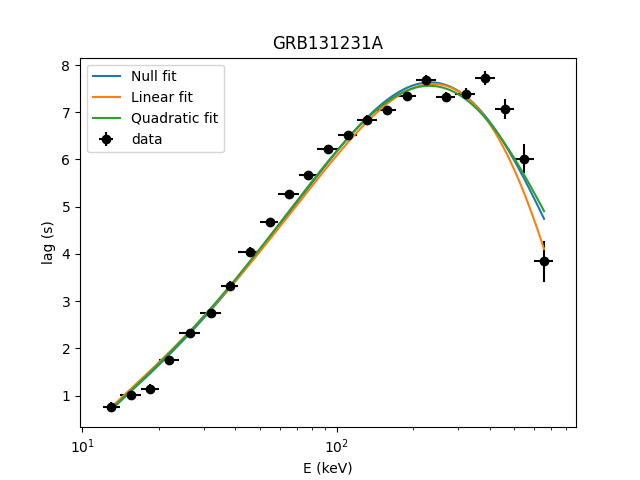 GRB131231A
Null fit
Linear fit
Quadratic fit
data
lag (s)
8
7
6
5
4
3
2
1
10¹
10²
E (keV)